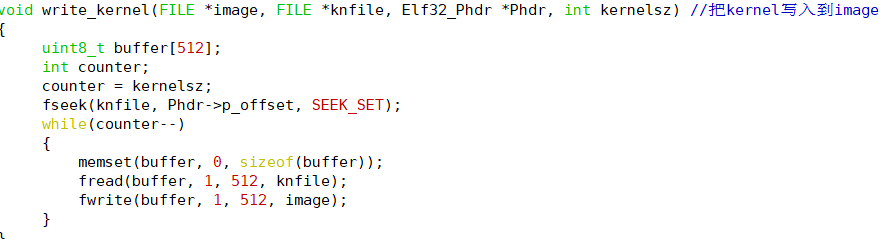 void write_kernel(FILE *image, FILE *knfile, Elf32_Phdr *Phdr, int kernelsz) //把kernel写入到image
{
uint8_t buffer[512];
int counter;
counter = kernelsz;
fseek(knfile, Phdr->p_offset, SEEK_SET);
while(counter--)
{
memset(buffer, 0, sizeof(buffer));
fread(buffer, 1, 512, knfile);
fwrite(buffer, 1, 512, image);
}
}